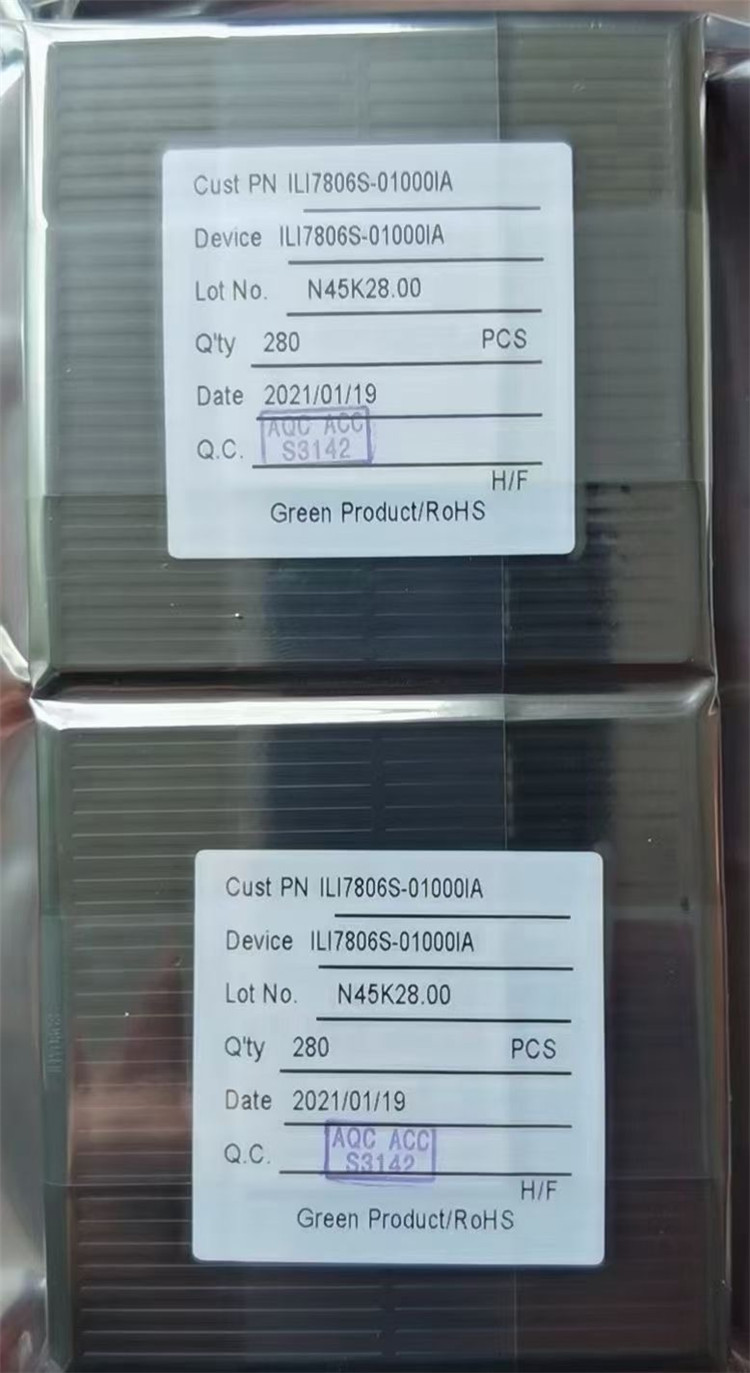 Cust PN ILI7806S-01000IA
Device ILI7806S-01000IA
Lot No. N45K28.00
Q'ty 280 PCS
Date 2021/01/19
AQC ACC
Q.C. S3142
H/F
Green Product/RoHS
Cust PN ILI7806S-01000IA
Device ILI7806S-01000IA
Lot No. N45K28.00
Q'ty 280 PCS
Date 2021/01/19
AQC ACC
Q.C. S3142
H/F
Green Product/RoHS